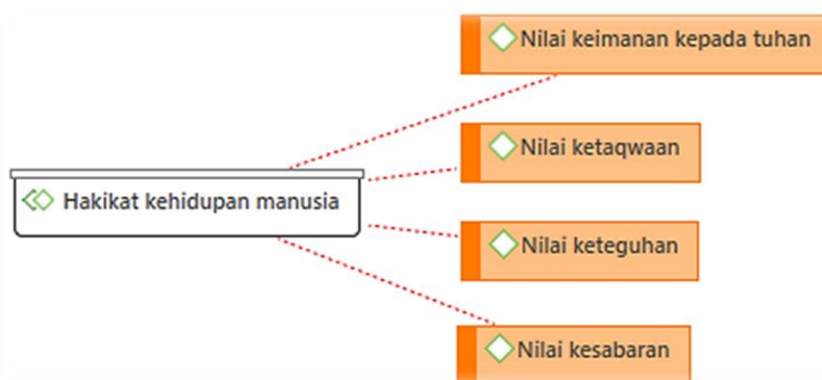 Nilai keimanan kepada tuhan
Nilai ketaqwaan
Hakikat kehidupan manusia
Nilai keteguhan
Nilai kesabaran